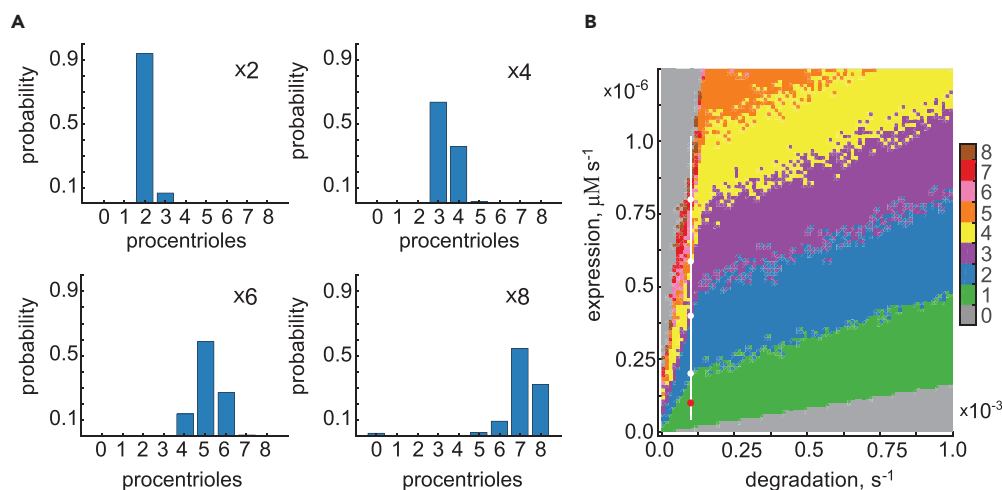 A
0.9
0.5
0.1
probability
x2
0 1 2 3 4 5 6 7 8
procentrioles
0.9
0.5
0.1
probability
x4
0 1 2 3 4 5 6 7 8
procentrioles
0.9
0.5
0.1
probability
x6
0 1 2 3 4 5 6 7 8
procentrioles
0.9
0.5
0.1
probability
x8
0 1 2 3 4 5 6 7 8
procentrioles
B
×10⁻⁶
1.0
0.75
0.5
0.25
0.0
expression, µM s⁻¹
0.0 0.25 0.5 0.75 1.0
×10⁻³
degradation, s⁻¹
8
7
6
5
4
3
2
1
0